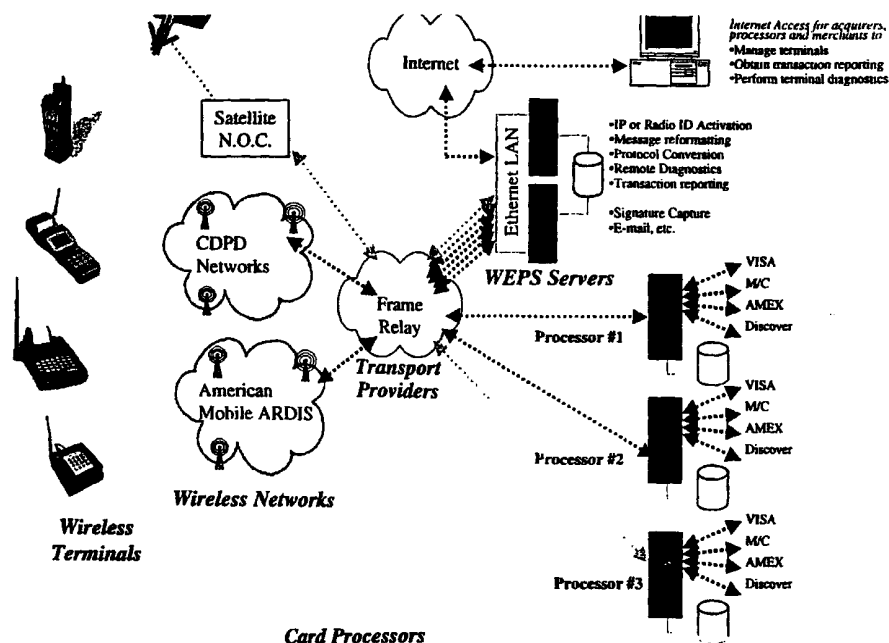 Internet Access for acquirers,
processors and merchants to
•Manage terminals
•Obtain transaction reporting
•Perform terminal diagnostics
Internet
Satellite
N.O.C.
Ethernet LAN
•IP or Radio ID Activation
•Message reformatting
•Protocol Conversion
•Remote Diagnostics
•Transaction reporting
•Signature Capture
•E-mail, etc.
WEPS Servers
CDPD
Networks
Frame
Relay
Transport
Providers
American
Mobile ARDIS
Wireless Networks
Wireless
Terminals
Processor #1
VISA
M/C
AMEX
Discover
Processor #2
VISA
M/C
AMEX
Discover
Processor #3
VISA
M/C
AMEX
Discover
Card Processors